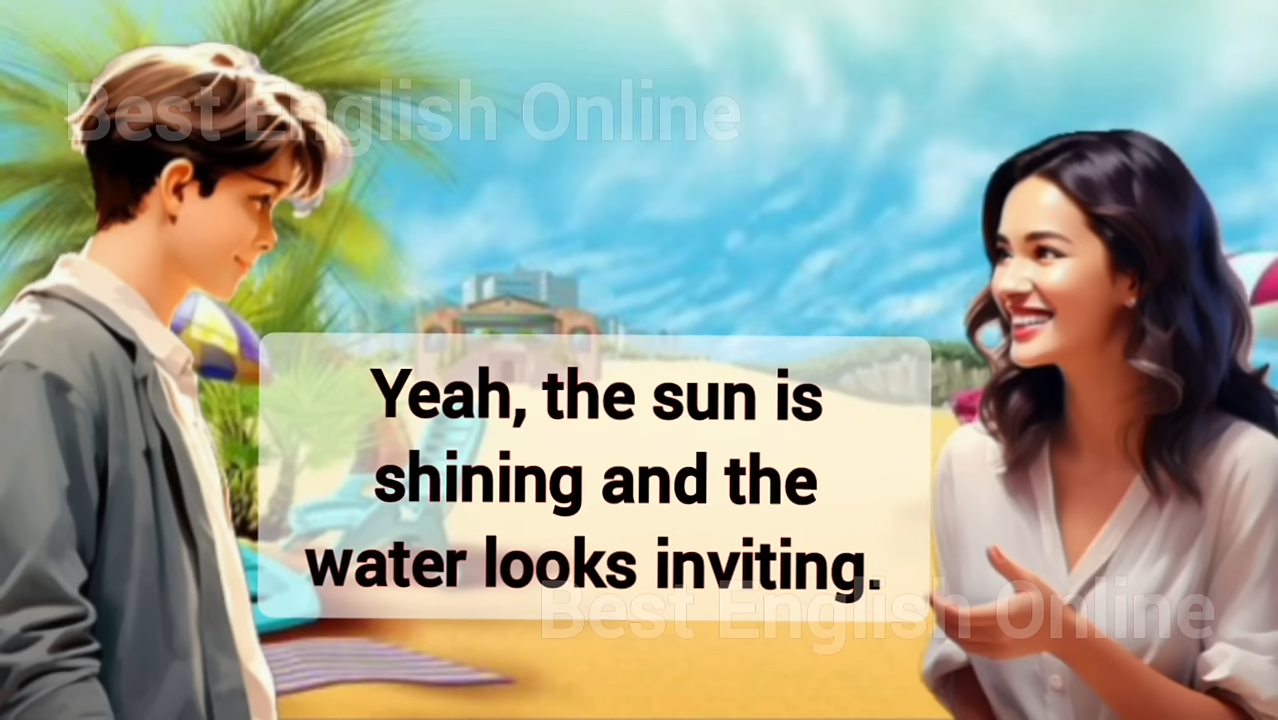 Best English Online
Yeah, the sun is
shining and the
water looks inviting.
Best English Online